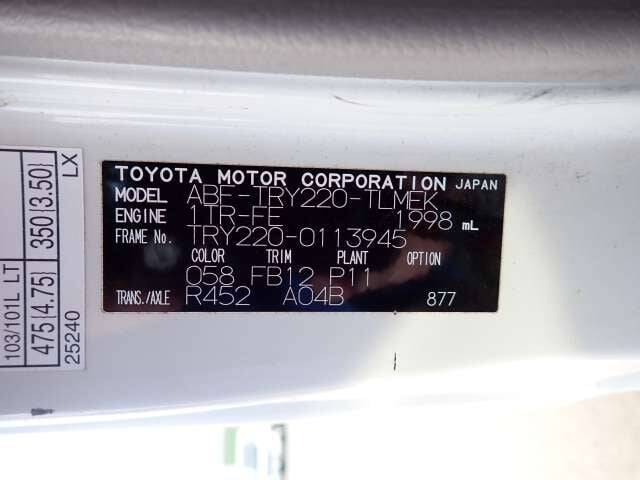 TOYOTA MOTOR CORPORATION JAPAN
MODEL ABF-TRY220-TLMEK
ENGINE 1TR-FE 1998 mL
FRAME No. TRY220-0113945
COLOR TRIM PLANT OPTION
058 FB12 P11
TRANS./AXLE R452 A04B 877
103/101L LT LX
475(4.75) 350(3.50)
25240